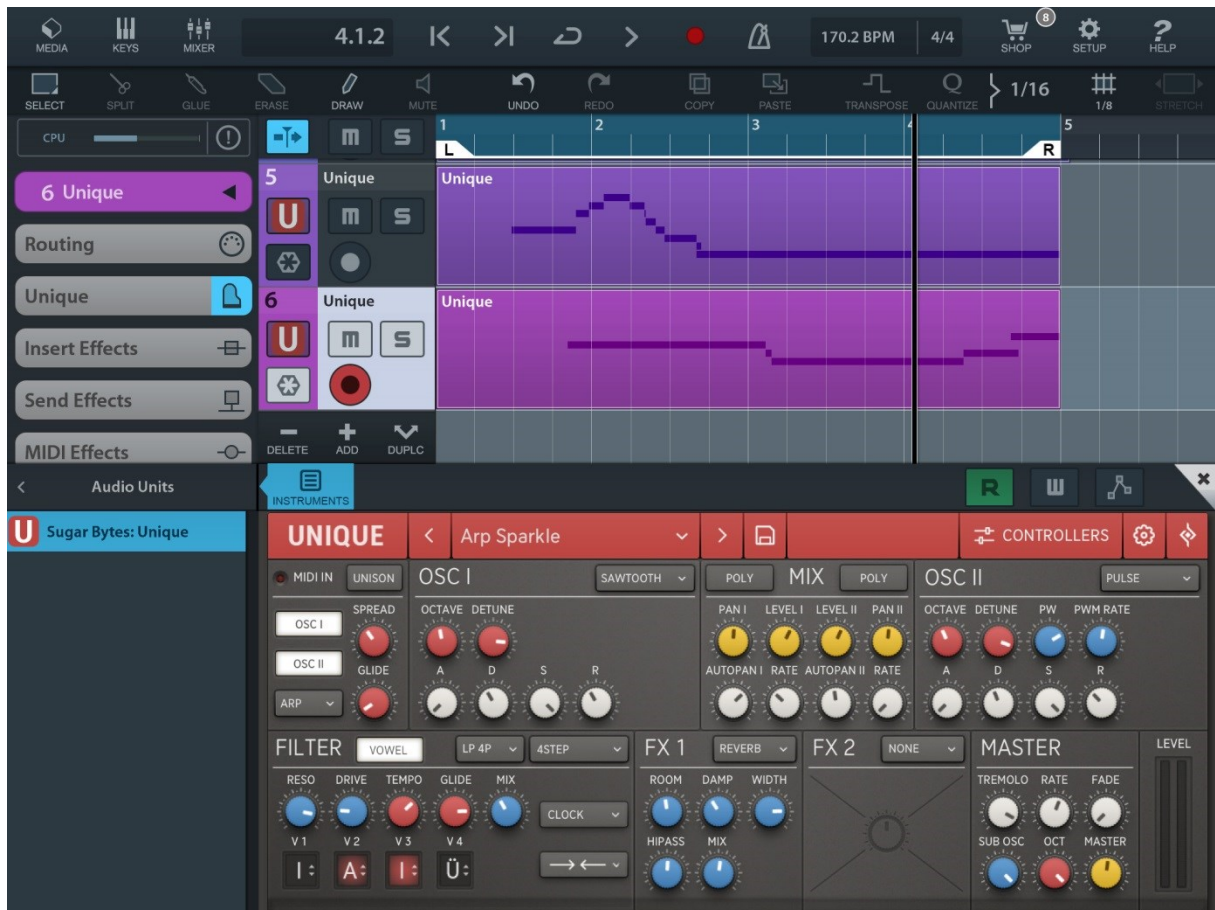 MEDIA KEYS MIXER 4.1.2 170.2 BPM 4/4 SHOP 8 SETUP ? HELP
SELECT SPLIT GLUE ERASE DRAW MUTE UNDO REDO COPY PASTE TRANSPOSE Q QUANTIZE 1/16 1/8 STRETCH
CPU ! M S 1 2 3 4 5
L R
6 Unique 5 Unique Unique
U M S
Routing
Unique 6 Unique Unique
Insert Effects U M S
Send Effects
MIDI Effects DELETE ADD DUPLC
Audio Units INSTRUMENTS R W
U Sugar Bytes: Unique UNIQUE Arp Sparkle CONTROLLERS
MIDI IN UNISON OSC I SAWTOOTH POLY MIX POLY OSC II PULSE
OSC I SPREAD OCTAVE DETUNE PAN I LEVEL I LEVEL II PAN II OCTAVE DETUNE PW PWM RATE
OSC II GLIDE A D S R AUTOPAN I RATE AUTOPAN II RATE A D S R
ARP
FILTER VOWEL LP 4P 4STEP FX 1 REVERB FX 2 NONE MASTER LEVEL
RESO DRIVE TEMPO GLIDE MIX ROOM DAMP WIDTH TREMOLO RATE FADE
CLOCK
V 1 V 2 V 3 V 4 HIPASS MIX SUB OSC OCT MASTER
I A I Ü